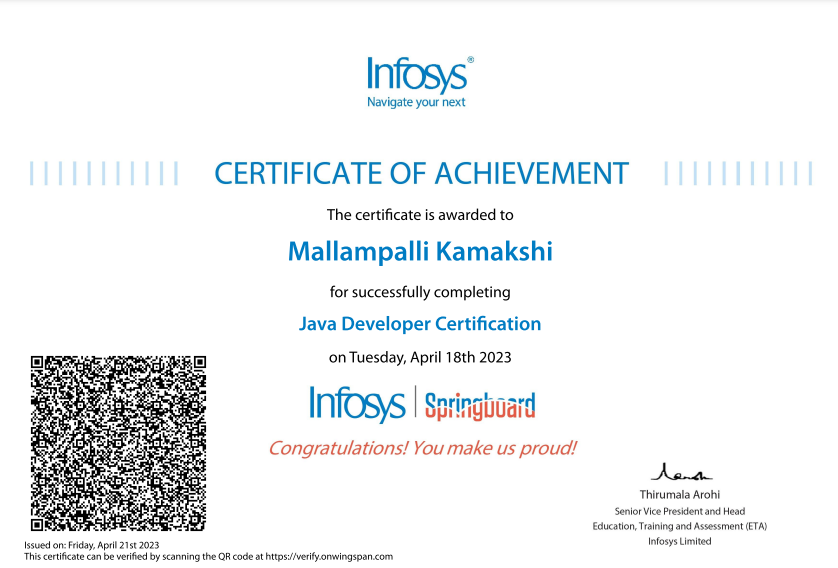 Infosys®
Navigate your next
CERTIFICATE OF ACHIEVEMENT
The certificate is awarded to
Mallampalli Kamakshi
for successfully completing
Java Developer Certification
on Tuesday, April 18th 2023
Infosys | Springboard
Congratulations! You make us proud!
Thirumala Arohi
Senior Vice President and Head
Education, Training and Assessment (ETA)
Infosys Limited
Issued on: Friday, April 21st 2023
This certificate can be verified by scanning the QR code at https://verify.onwingspan.com